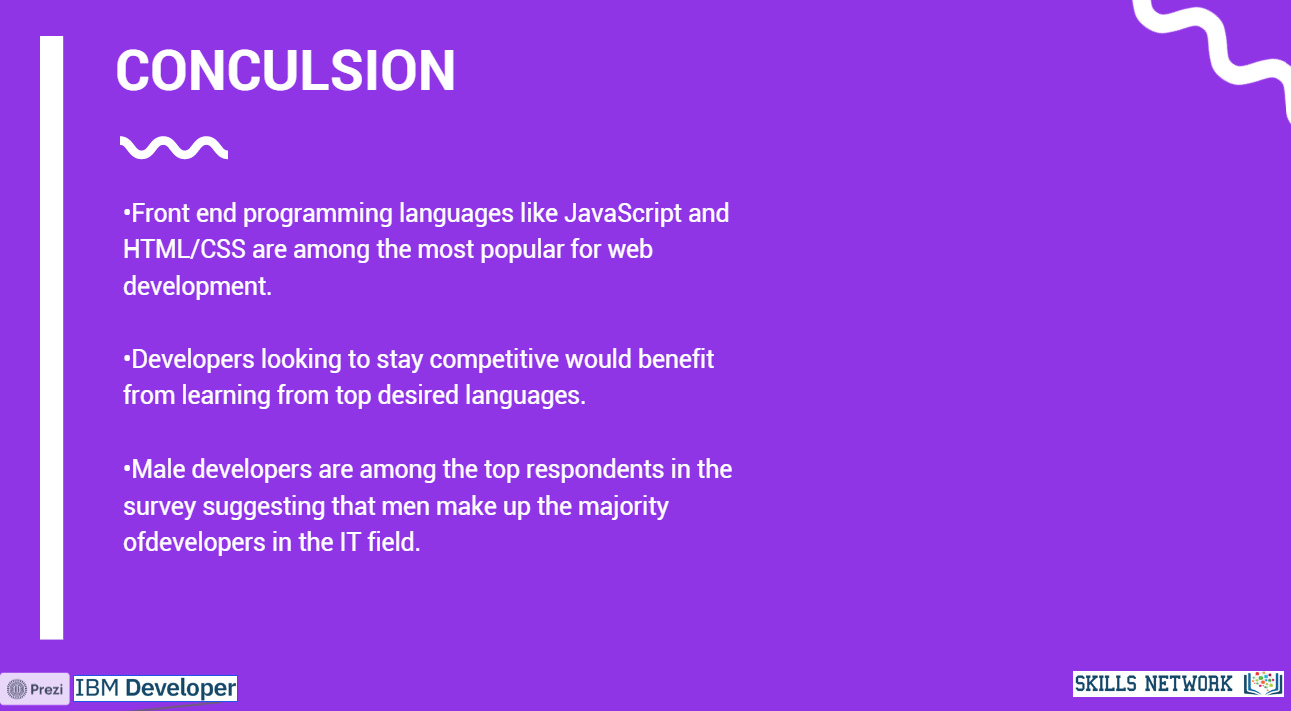 CONCULSION
•Front end programming languages like JavaScript and
HTML/CSS are among the most popular for web
development.
•Developers looking to stay competitive would benefit
from learning from top desired languages.
•Male developers are among the top respondents in the
survey suggesting that men make up the majority
ofdevelopers in the IT field.
Prezi
IBM Developer
SKILLS NETWORK